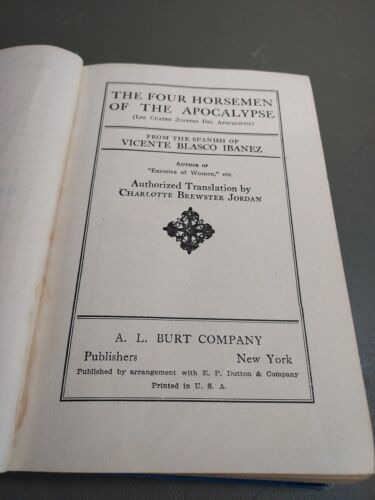 THE FOUR HORSEMEN
OF THE APOCALYPSE
(Los Cuatro Jinetes Del Apocalipsis)
FROM THE SPANISH OF
VICENTE BLASCO IBANEZ
Author of
"Enemies of Women," etc.
Authorized Translation by
Charlotte Brewster Jordan
A. L. BURT COMPANY
Publishers New York
Published by arrangement with E. P. Dutton & Company
Printed in U. S. A.